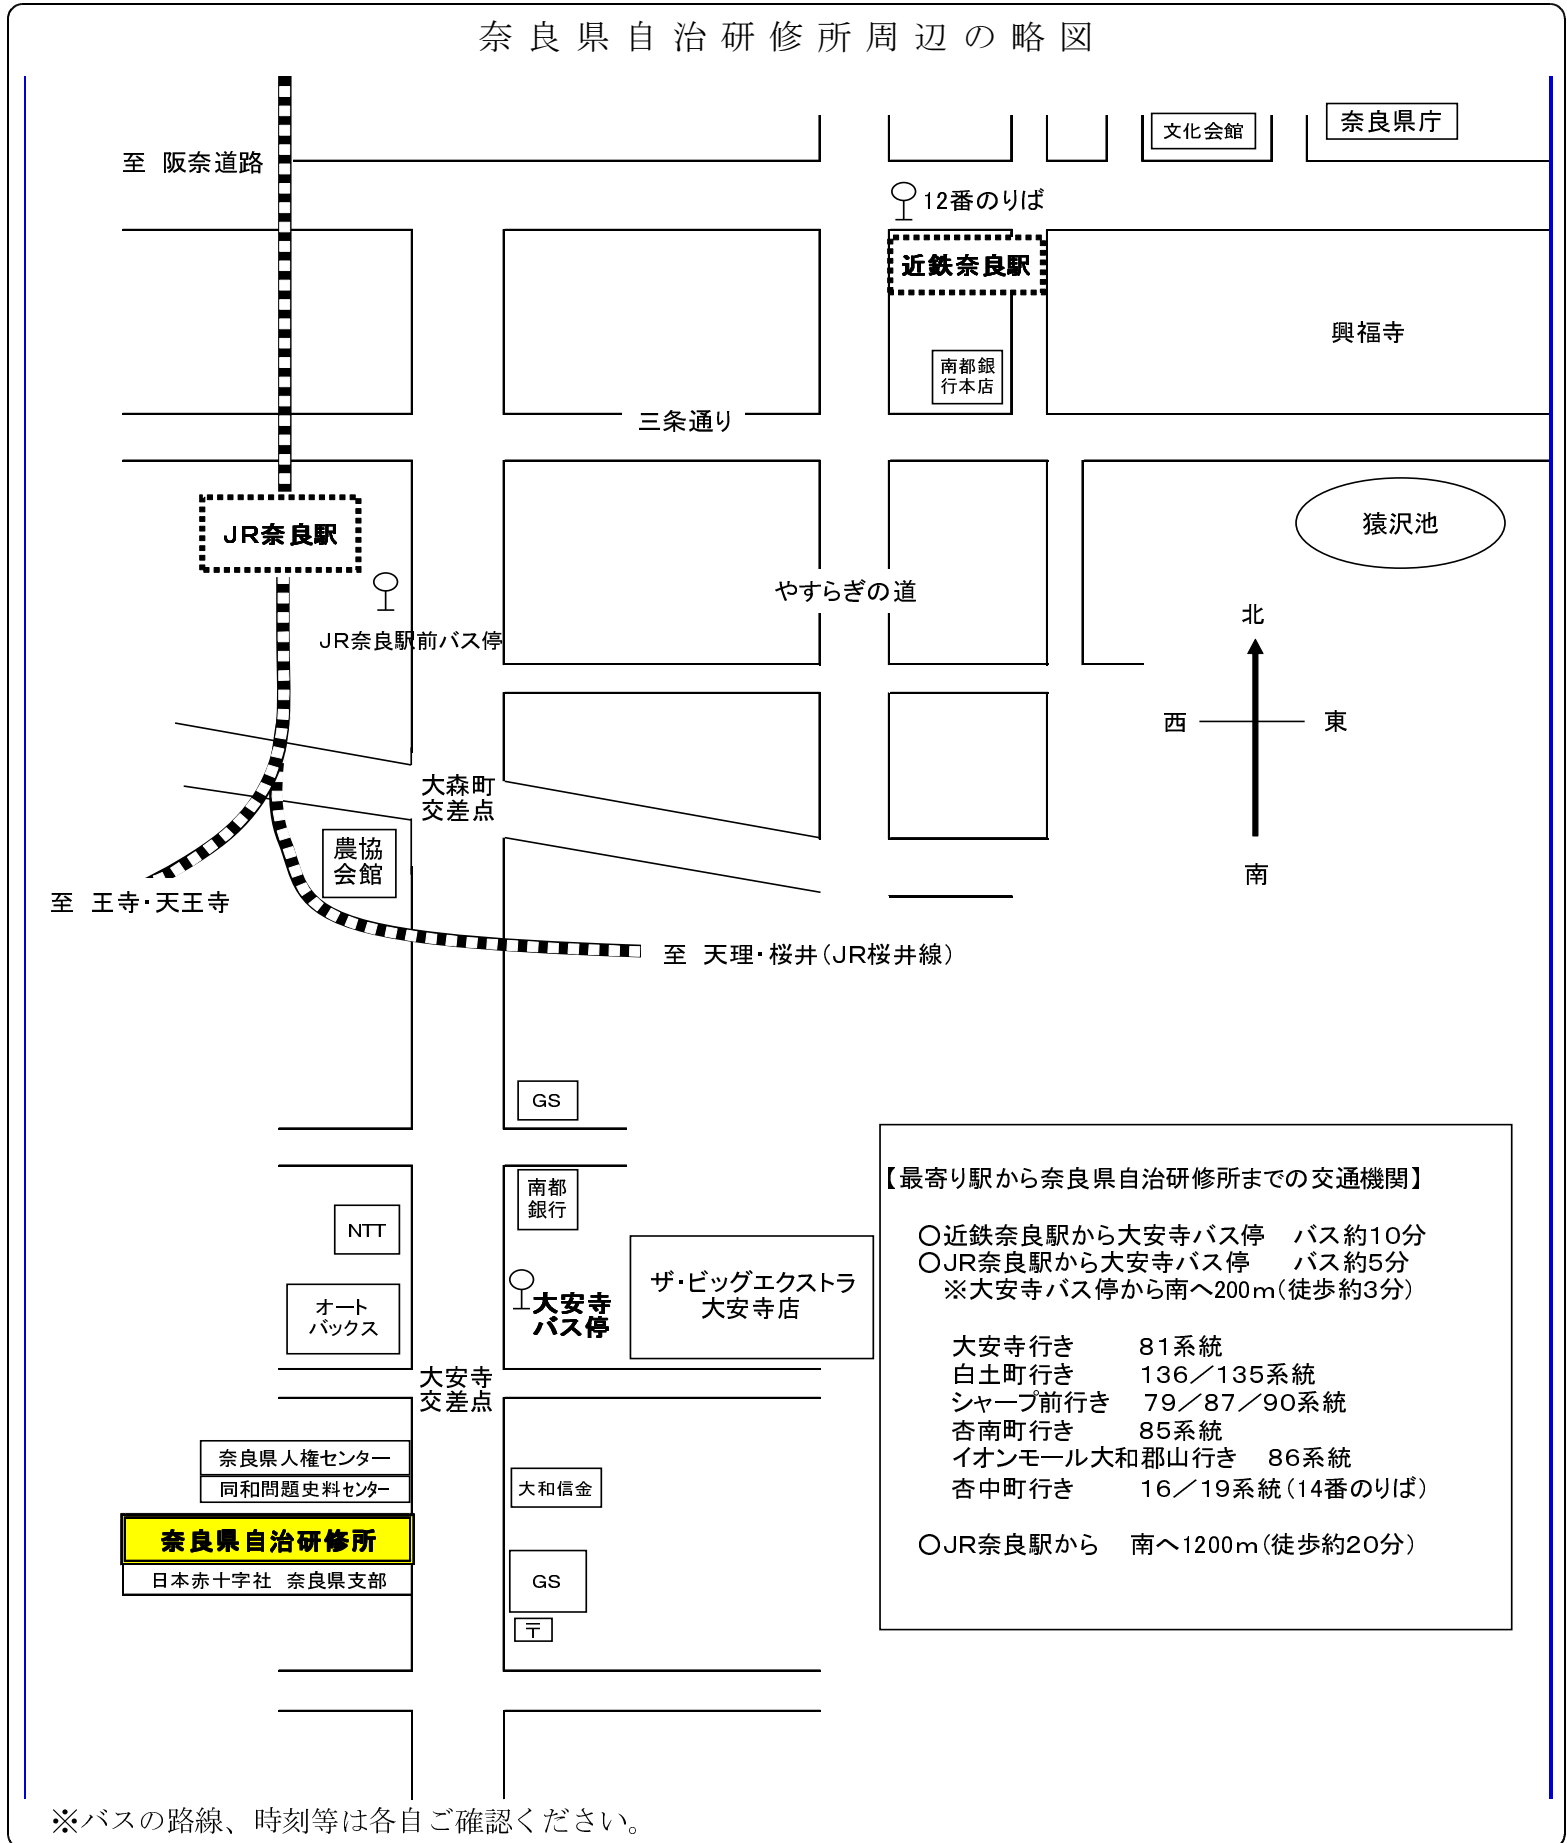 奈良県自治研修所周辺の略図
文化会館
奈良県庁
至　阪奈道路
12番のりば
近鉄奈良駅
興福寺
南都銀
行本店
三条通り
JR奈良駅
猿沢池
やすらぎの道
北
JR奈良駅前バス停
西
東
大森町
交差点
農協
会館
南
至　王寺・天王寺
至　天理・桜井（JR桜井線）
GS
南都
銀行
NTT
ザ・ビッグエクストラ
大安寺店
オート
バックス
大安寺
バス停
大安寺
交差点
奈良県人権センター
同和問題史料センター
大和信金
奈良県自治研修所
日本赤十字社　奈良県支部
GS
〒
【最寄り駅から奈良県自治研修所までの交通機関】
○近鉄奈良駅から大安寺バス停　バス約10分
○JR奈良駅から大安寺バス停　バス約5分
※大安寺バス停から南へ200m（徒歩約3分）
大安寺行き　81系統
白土町行き　136／135系統
シャープ前行き　79／87／90系統
杏南町行き　85系統
イオンモール大和郡山行き　86系統
杏中町行き　16／19系統（14番のりば）
○JR奈良駅から　南へ1200m（徒歩約20分）
※バスの路線、時刻等は各自ご確認ください。